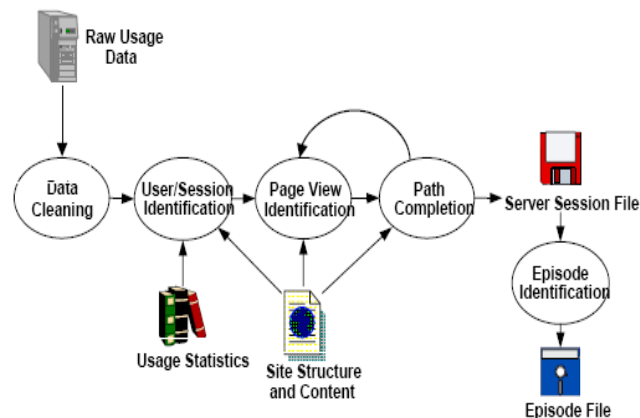 Raw Usage
Data
Data
Cleaning
User/Session
Identification
Page View
Identification
Path
Completion
Server Session File
Episode
Identification
Usage Statistics
Site Structure
and Content
Episode File